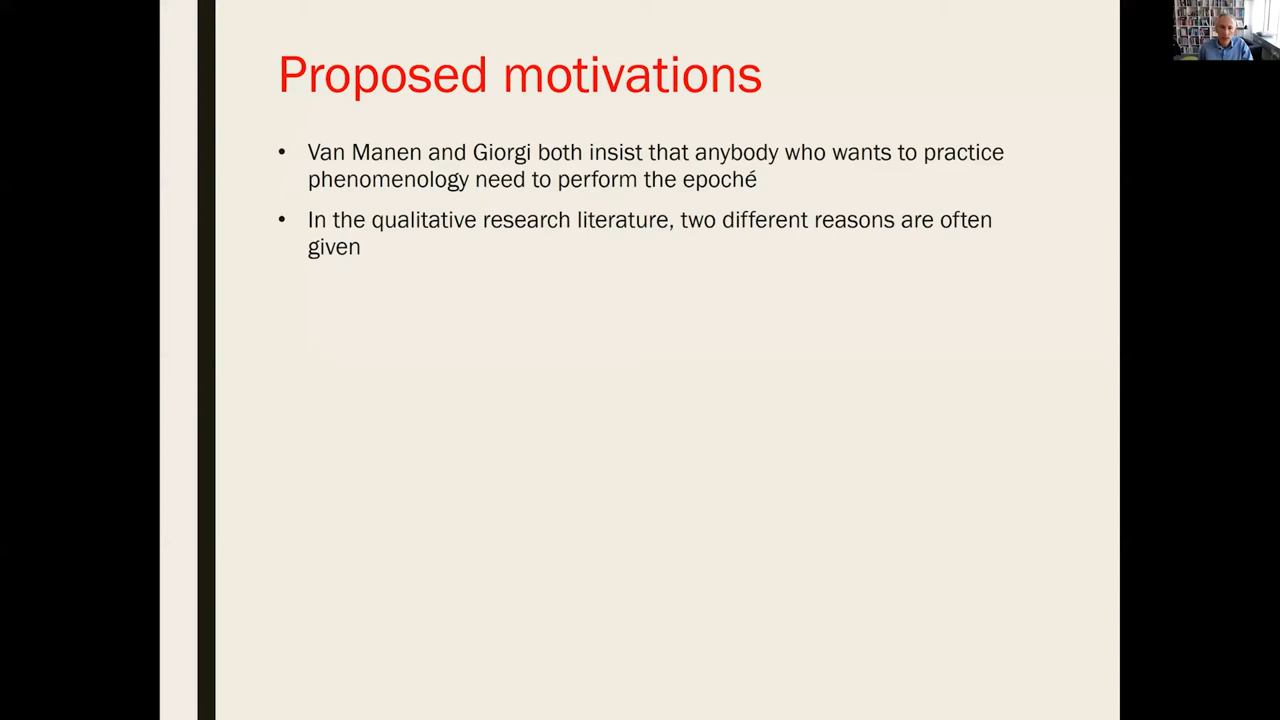 Proposed motivations
• Van Manen and Giorgi both insist that anybody who wants to practice
phenomenology need to perform the epoché
• In the qualitative research literature, two different reasons are often
given